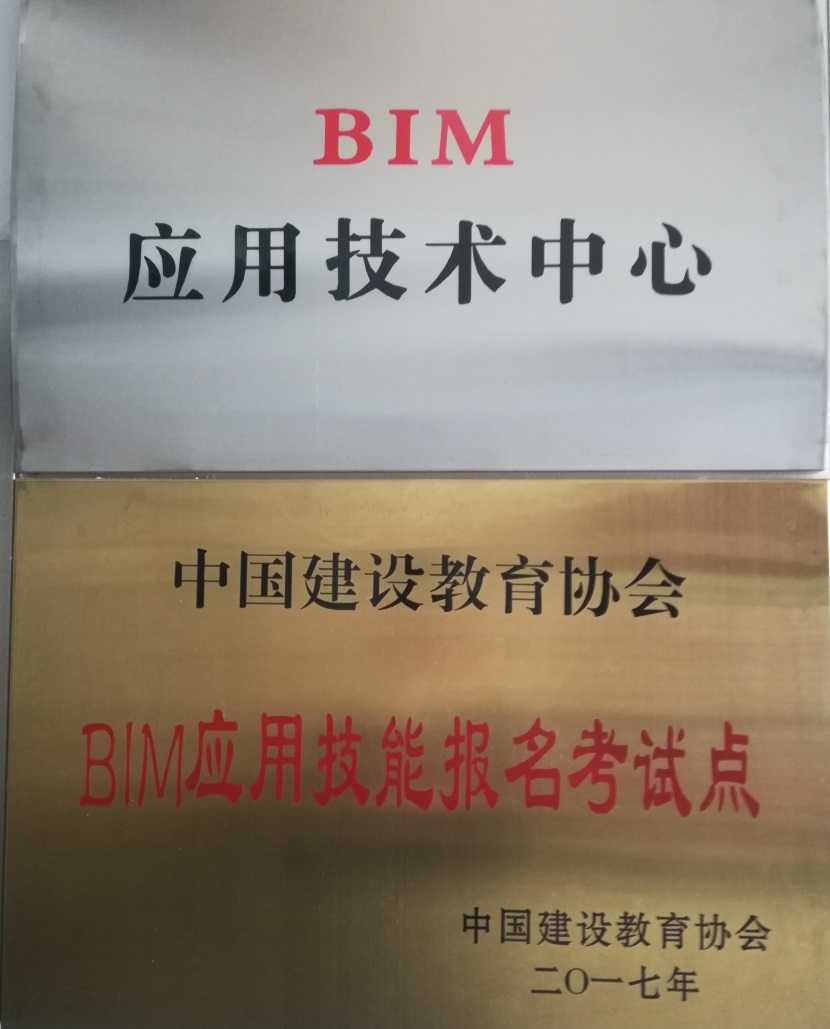 BIM
应用技术中心
中国建设教育协会
BIM应用技能报名考试点
中国建设教育协会
二〇一七年